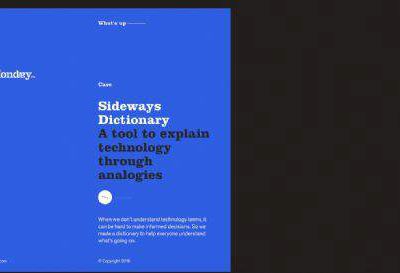 What's up
Monday..
Case
Sideways
Dictionary
A tool to explain
technology
through
analogies
When we don't understand technology terms, it
can be hard to make informed decisions. So we
made a dictionary to help everyone understand
what's going on.
© Copyright 2018